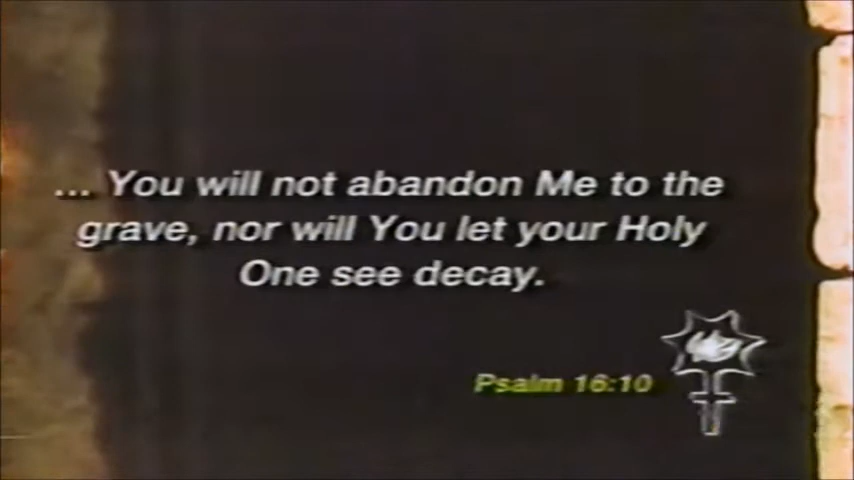 ... You will not abandon Me to the
grave, nor will You let your Holy
One see decay.
Psalm 16:10